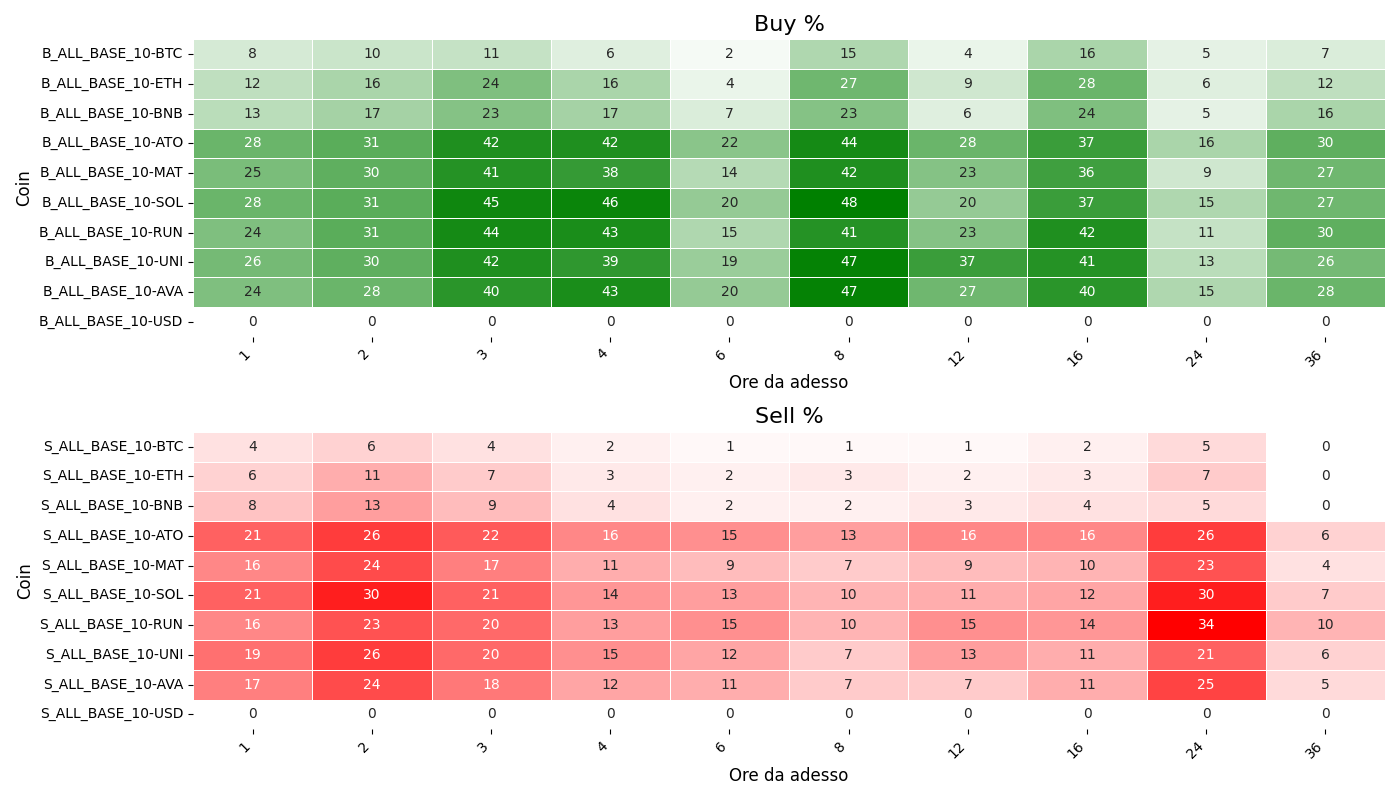 Buy %
Coin
B_ALL_BASE_10-BTC 8 10 11 6 2 15 4 16 5 7
B_ALL_BASE_10-ETH 12 16 24 16 4 27 9 28 6 12
B_ALL_BASE_10-BNB 13 17 23 17 7 23 6 24 5 16
B_ALL_BASE_10-ATO 28 31 42 42 22 44 28 37 16 30
B_ALL_BASE_10-MAT 25 30 41 38 14 42 23 36 9 27
B_ALL_BASE_10-SOL 28 31 45 46 20 48 20 37 15 27
B_ALL_BASE_10-RUN 24 31 44 43 15 41 23 42 11 30
B_ALL_BASE_10-UNI 26 30 42 39 19 47 37 41 13 26
B_ALL_BASE_10-AVA 24 28 40 43 20 47 27 40 15 28
B_ALL_BASE_10-USD 0 0 0 0 0 0 0 0 0 0
1 2 3 4 6 8 12 16 24 36
Ore da adesso
Sell %
Coin
S_ALL_BASE_10-BTC 4 6 4 2 1 1 1 2 5 0
S_ALL_BASE_10-ETH 6 11 7 3 2 3 2 3 7 0
S_ALL_BASE_10-BNB 8 13 9 4 2 2 3 4 5 0
S_ALL_BASE_10-ATO 21 26 22 16 15 13 16 16 26 6
S_ALL_BASE_10-MAT 16 24 17 11 9 7 9 10 23 4
S_ALL_BASE_10-SOL 21 30 21 14 13 10 11 12 30 7
S_ALL_BASE_10-RUN 16 23 20 13 15 10 15 14 34 10
S_ALL_BASE_10-UNI 19 26 20 15 12 7 13 11 21 6
S_ALL_BASE_10-AVA 17 24 18 12 11 7 7 11 25 5
S_ALL_BASE_10-USD 0 0 0 0 0 0 0 0 0 0
1 2 3 4 6 8 12 16 24 36
Ore da adesso